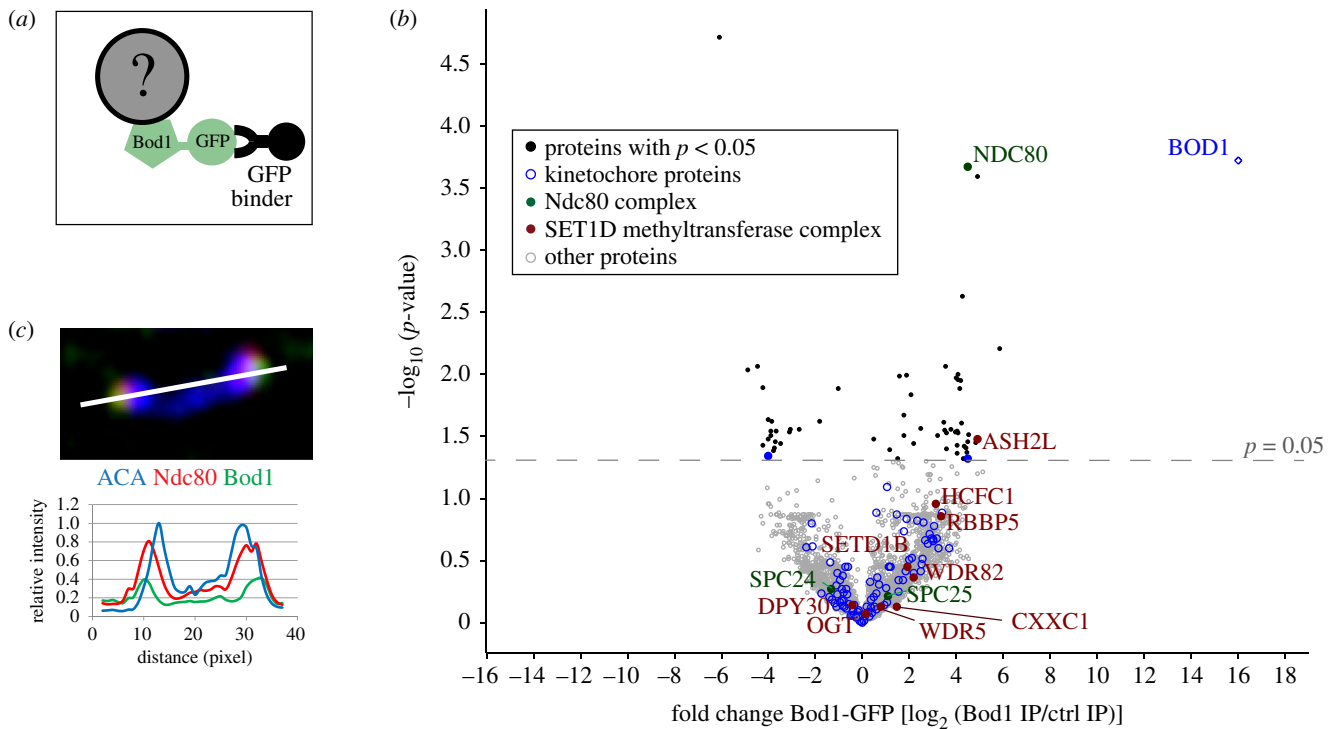 (a)
?
Bod1
GFP
GFP
binder
(b)
4.5
4.0
3.5
3.0
2.5
2.0
1.5
1.0
0.5
0
–log10 (p-value)
proteins with p < 0.05
kinetochore proteins
Ndc80 complex
SET1D methyltransferase complex
other proteins
NDC80
BOD1
ASH2L
p = 0.05
HCFC1
RBBP5
SETD1B
WDR82
SPC24
SPC25
DPY30
OGT
WDR5
CXXC1
–16 –14 –12 –10 –8 –6 –4 –2 0 2 4 6 8 10 12 14 16 18
fold change Bod1-GFP [log2 (Bod1 IP/ctrl IP)]
(c)
ACA Ndc80 Bod1
1.2
1.0
0.8
0.6
0.4
0.2
0
relative intensity
0 10 20 30 40
distance (pixel)